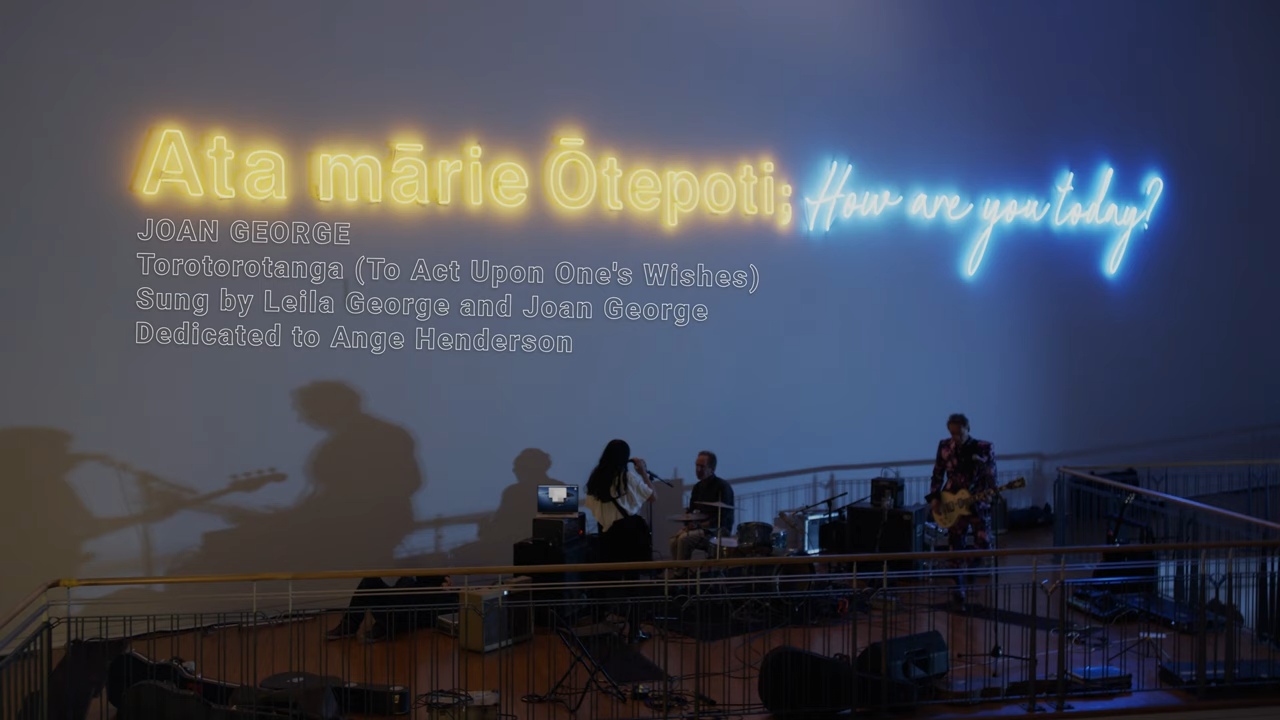 Ata mārie Ōtepoti; How are you today?
JOAN GEORGE
Torotorotanga (To Act Upon One's Wishes)
Sung by Leila George and Joan George
Dedicated to Ange Henderson